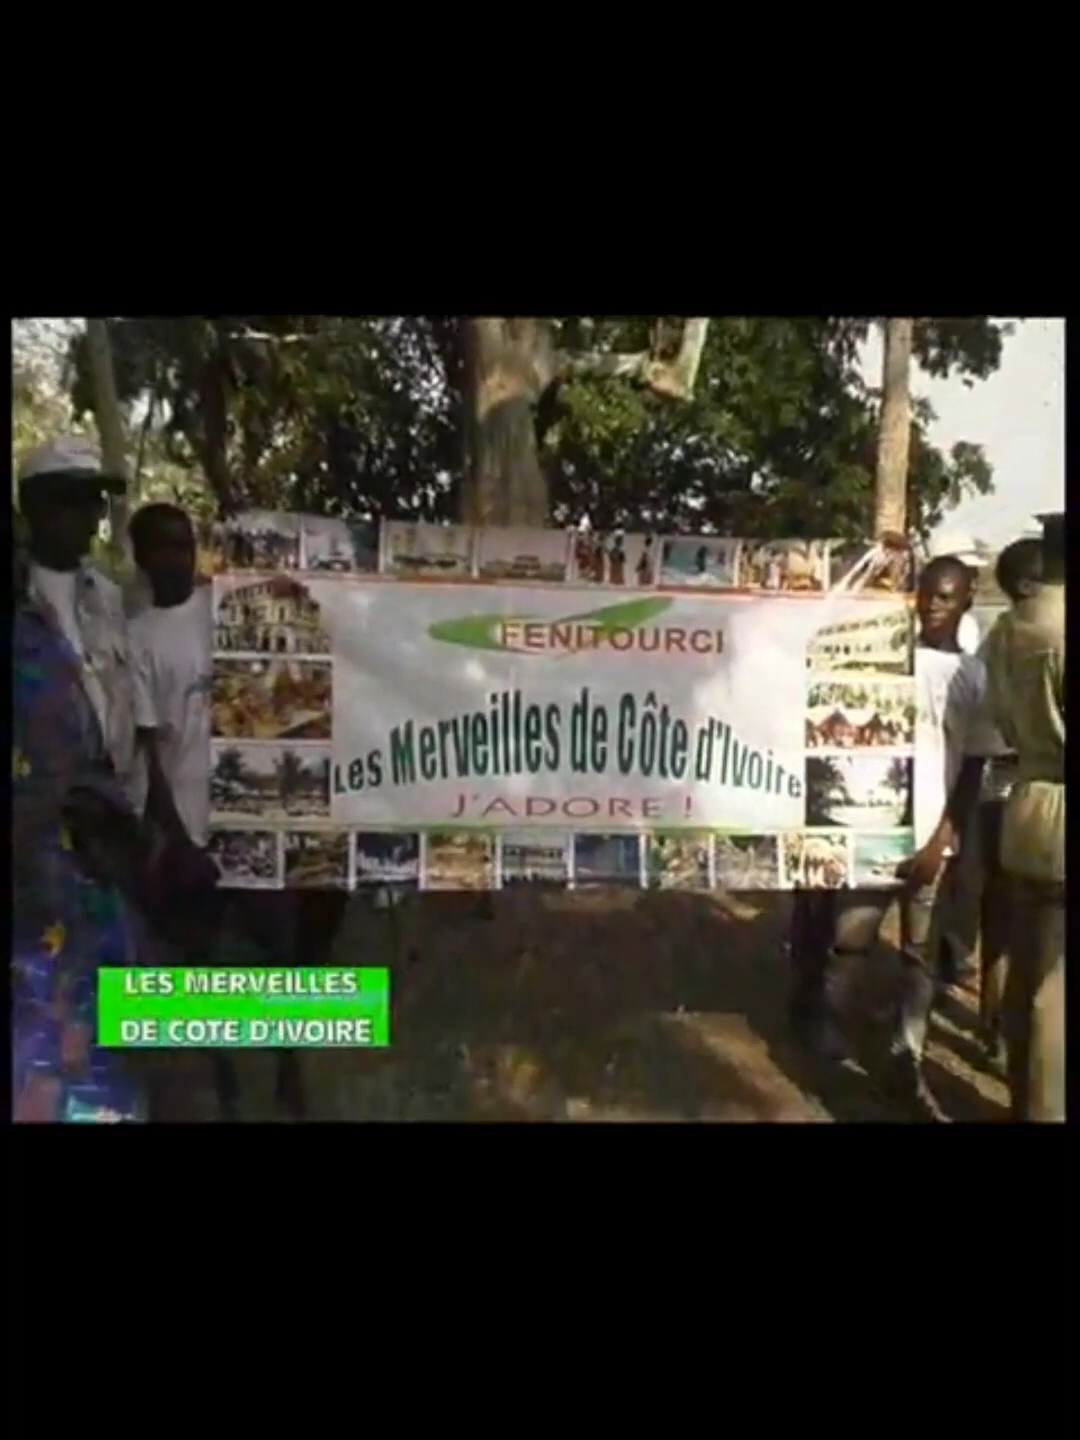 FENITOURCI
Les Merveilles de Côte d'Ivoire
J'ADORE !
LES MERVEILLES
DE COTE D'IVOIRE